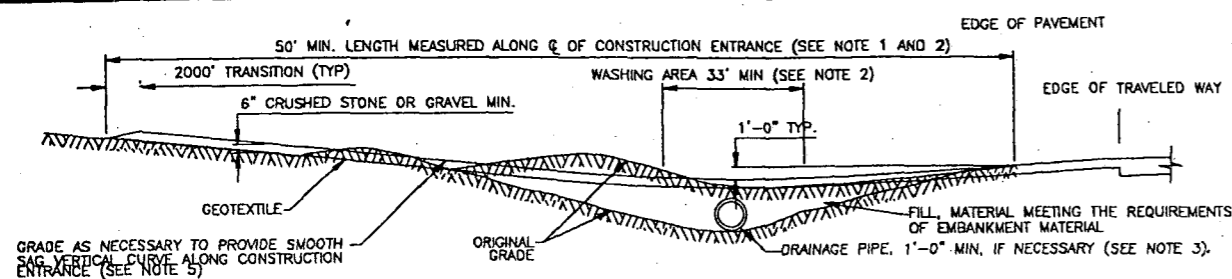 EDGE OF PAVEMENT
50' MIN. LENGTH MEASURED ALONG ℄ OF CONSTRUCTION ENTRANCE (SEE NOTE 1 AND 2)
2000' TRANSITION (TYP)
WASHING AREA 33' MIN (SEE NOTE 2)
EDGE OF TRAVELED WAY
6" CRUSHED STONE OR GRAVEL MIN.
1'-0" TYP.
GEOTEXTILE
FILL, MATERIAL MEETING THE REQUIREMENTS
OF EMBANKMENT MATERIAL
GRADE AS NECESSARY TO PROVIDE SMOOTH
SAG VERTICAL CURVE ALONG CONSTRUCTION
ENTRANCE (SEE NOTE 5)
ORIGINAL
GRADE
DRAINAGE PIPE, 1'-0" MIN, IF NECESSARY (SEE NOTE 3).